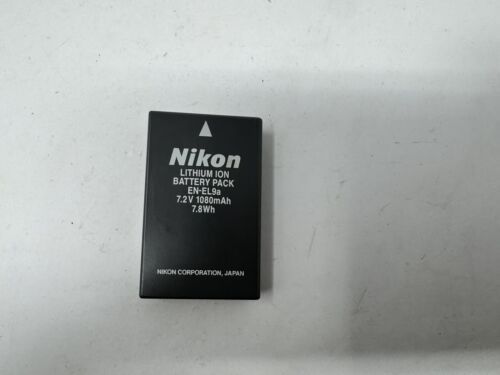 Nikon
LITHIUM ION
BATTERY PACK
EN-EL9a
7.2V 1080mAh
7.8Wh
NIKON CORPORATION, JAPAN